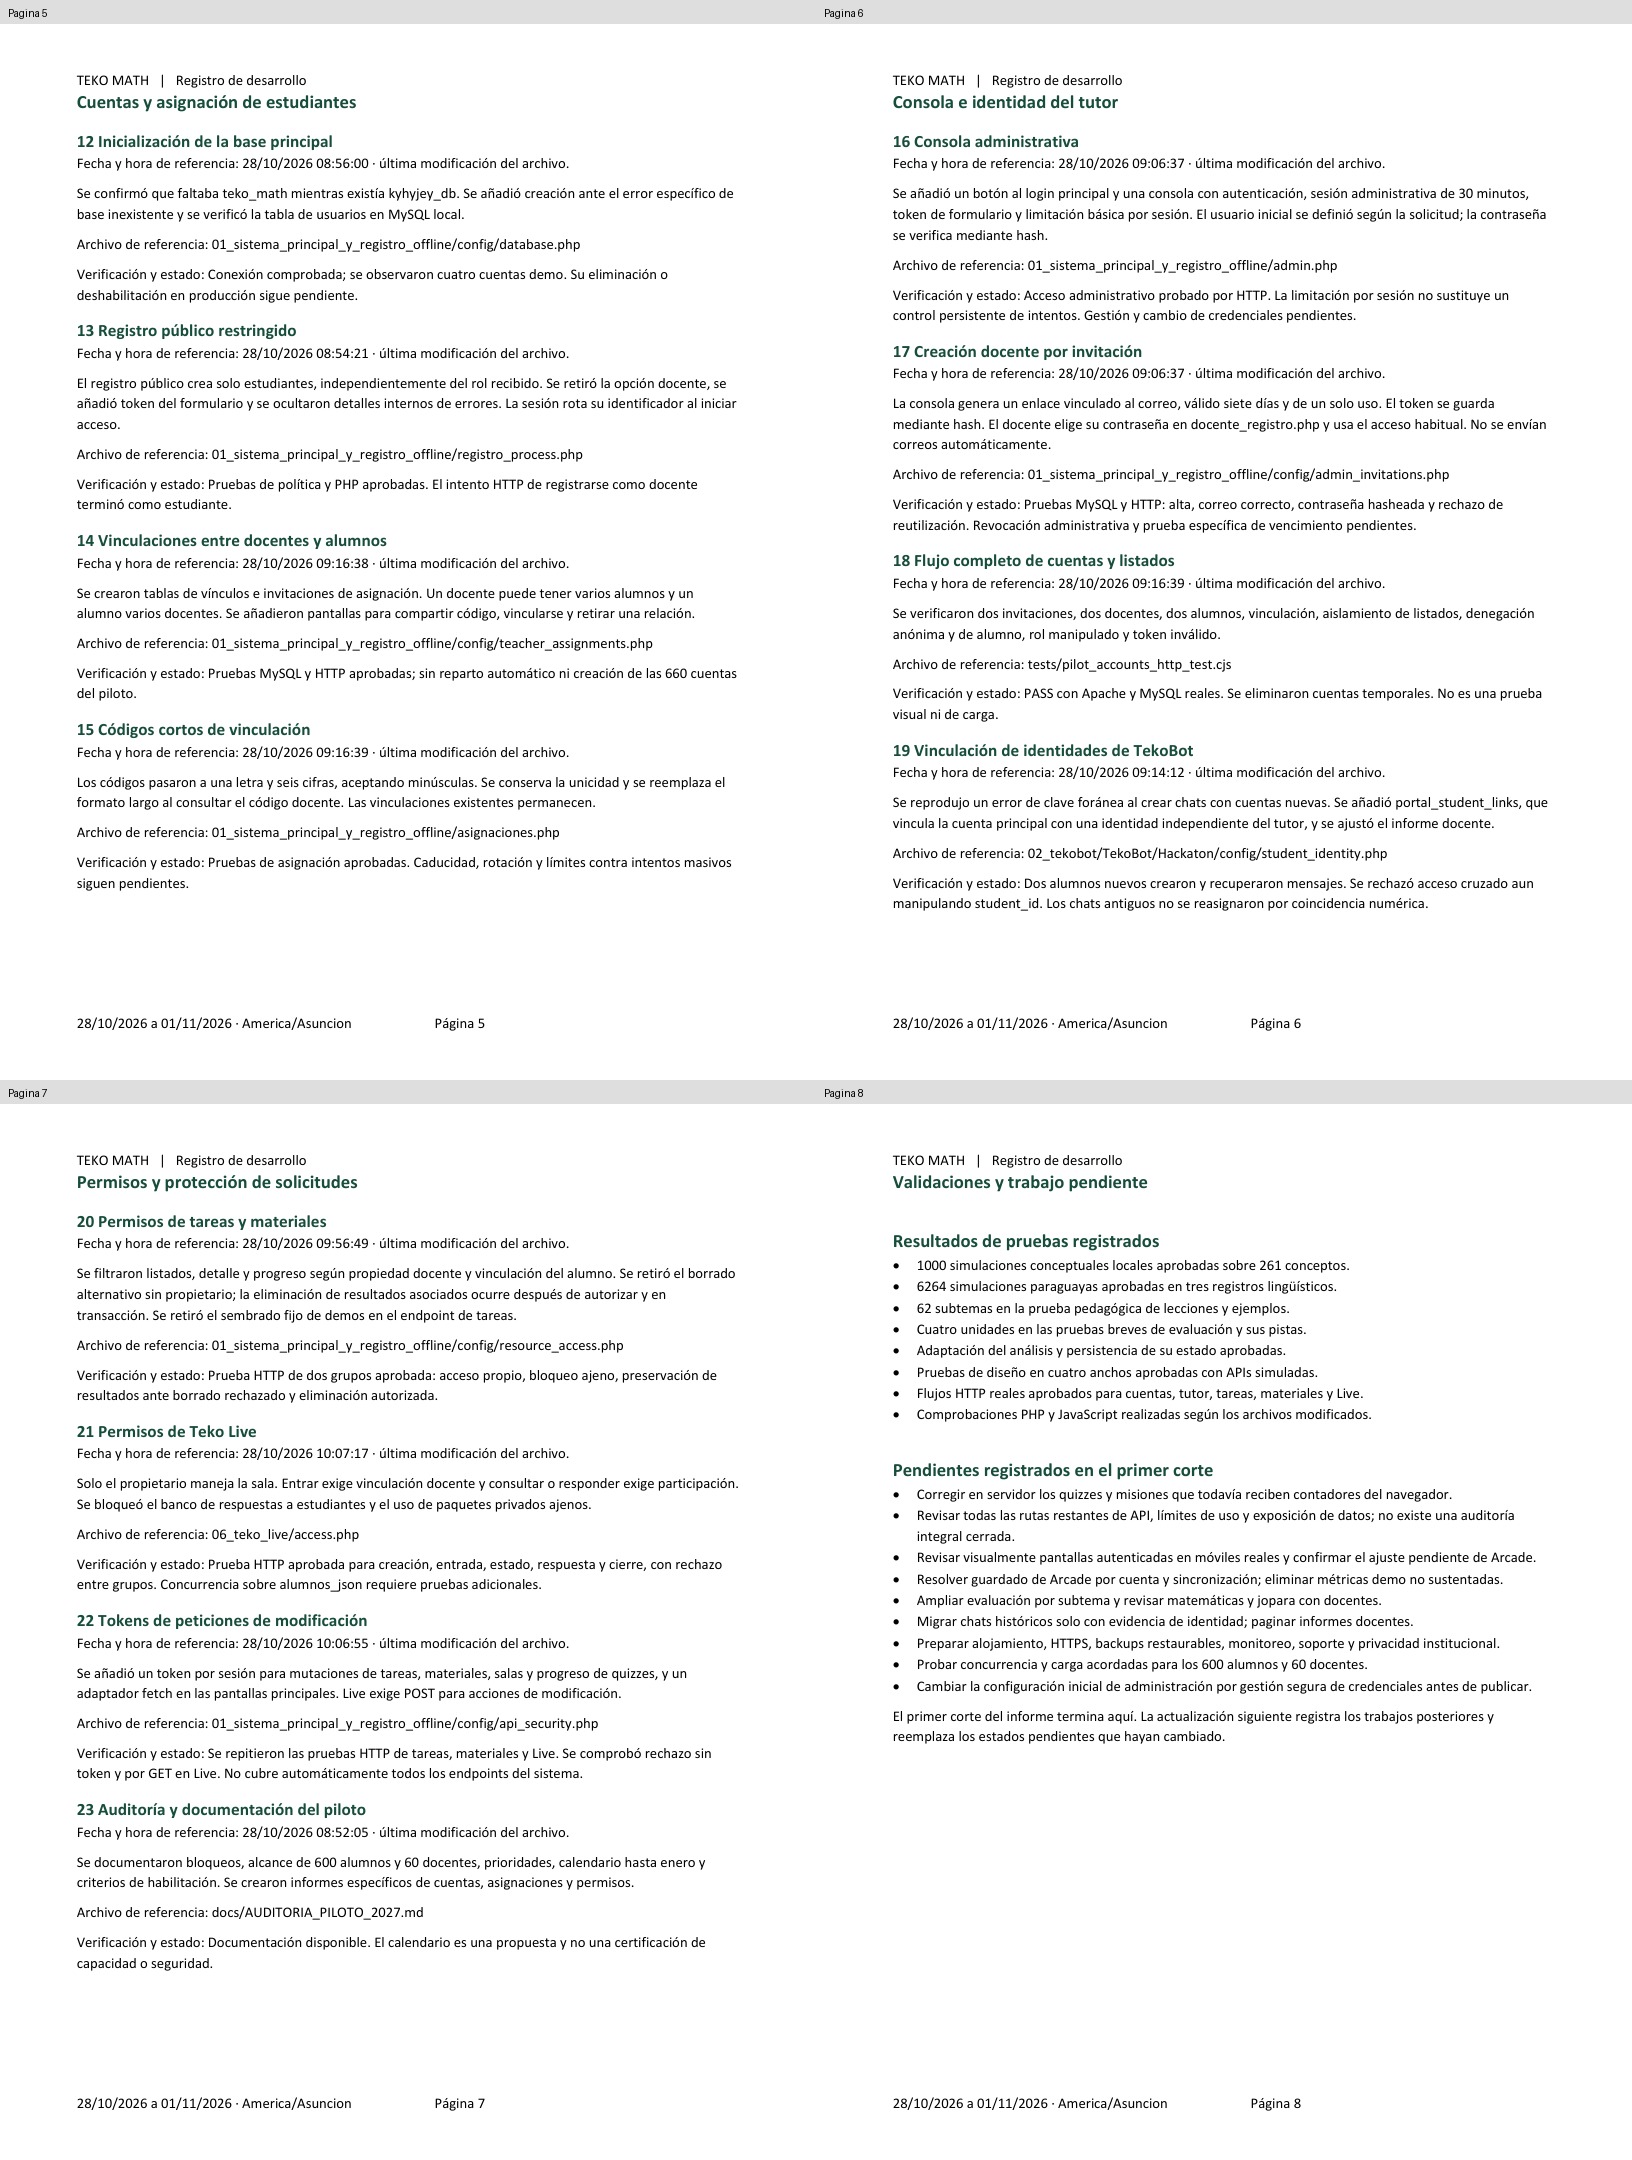 Pagina 5
TEKO MATH | Registro de desarrollo
Cuentas y asignación de estudiantes
12 Inicialización de la base principal
Fecha y hora de referencia: 28/10/2026 08:56:00 · última modificación del archivo.
Se confirmó que faltaba teko_math mientras existía kyhyjey_db. Se añadió creación ante el error específico de
base inexistente y se verificó la tabla de usuarios en MySQL local.
Archivo de referencia: 01_sistema_principal_y_registro_offline/config/database.php
Verificación y estado: Conexión comprobada; se observaron cuatro cuentas demo. Su eliminación o
deshabilitación en producción sigue pendiente.
13 Registro público restringido
Fecha y hora de referencia: 28/10/2026 08:54:21 · última modificación del archivo.
El registro público crea solo estudiantes, independientemente del rol recibido. Se retiró la opción docente, se
añadió token del formulario y se ocultaron detalles internos de errores. La sesión rota su identificador al iniciar
acceso.
Archivo de referencia: 01_sistema_principal_y_registro_offline/registro_process.php
Verificación y estado: Pruebas de política y PHP aprobadas. El intento HTTP de registrarse como docente
terminó como estudiante.
14 Vinculaciones entre docentes y alumnos
Fecha y hora de referencia: 28/10/2026 09:16:38 · última modificación del archivo.
Se crearon tablas de vínculos e invitaciones de asignación. Un docente puede tener varios alumnos y un
alumno varios docentes. Se añadieron pantallas para compartir código, vincularse y retirar una relación.
Archivo de referencia: 01_sistema_principal_y_registro_offline/config/teacher_assignments.php
Verificación y estado: Pruebas MySQL y HTTP aprobadas; sin reparto automático ni creación de las 660 cuentas
del piloto.
15 Códigos cortos de vinculación
Fecha y hora de referencia: 28/10/2026 09:16:39 · última modificación del archivo.
Los códigos pasaron a una letra y seis cifras, aceptando minúsculas. Se conserva la unicidad y se reemplaza el
formato largo al consultar el código docente. Las vinculaciones existentes permanecen.
Archivo de referencia: 01_sistema_principal_y_registro_offline/asignaciones.php
Verificación y estado: Pruebas de asignación aprobadas. Caducidad, rotación y límites contra intentos masivos
siguen pendientes.
28/10/2026 a 01/11/2026 · America/Asuncion Página 5
Pagina 6
TEKO MATH | Registro de desarrollo
Consola e identidad del tutor
16 Consola administrativa
Fecha y hora de referencia: 28/10/2026 09:06:37 · última modificación del archivo.
Se añadió un botón al login principal y una consola con autenticación, sesión administrativa de 30 minutos,
token de formulario y limitación básica por sesión. El usuario inicial se definió según la solicitud; la contraseña
se verifica mediante hash.
Archivo de referencia: 01_sistema_principal_y_registro_offline/admin.php
Verificación y estado: Acceso administrativo probado por HTTP. La limitación por sesión no sustituye un
control persistente de intentos. Gestión y cambio de credenciales pendientes.
17 Creación docente por invitación
Fecha y hora de referencia: 28/10/2026 09:06:37 · última modificación del archivo.
La consola genera un enlace vinculado al correo, válido siete días y de un solo uso. El token se guarda
mediante hash. El docente elige su contraseña en docente_registro.php y usa el acceso habitual. No se envían
correos automáticamente.
Archivo de referencia: 01_sistema_principal_y_registro_offline/config/admin_invitations.php
Verificación y estado: Pruebas MySQL y HTTP: alta, correo correcto, contraseña hasheada y rechazo de
reutilización. Revocación administrativa y prueba específica de vencimiento pendientes.
18 Flujo completo de cuentas y listados
Fecha y hora de referencia: 28/10/2026 09:16:39 · última modificación del archivo.
Se verificaron dos invitaciones, dos docentes, dos alumnos, vinculación, aislamiento de listados, denegación
anónima y de alumno, rol manipulado y token inválido.
Archivo de referencia: tests/pilot_accounts_http_test.cjs
Verificación y estado: PASS con Apache y MySQL reales. Se eliminaron cuentas temporales. No es una prueba
visual ni de carga.
19 Vinculación de identidades de TekoBot
Fecha y hora de referencia: 28/10/2026 09:14:12 · última modificación del archivo.
Se reprodujo un error de clave foránea al crear chats con cuentas nuevas. Se añadió portal_student_links, que
vincula la cuenta principal con una identidad independiente del tutor, y se ajustó el informe docente.
Archivo de referencia: 02_tekobot/TekoBot/Hackaton/config/student_identity.php
Verificación y estado: Dos alumnos nuevos crearon y recuperaron mensajes. Se rechazó acceso cruzado aun
manipulando student_id. Los chats antiguos no se reasignaron por coincidencia numérica.
28/10/2026 a 01/11/2026 · America/Asuncion Página 6
Pagina 7
TEKO MATH | Registro de desarrollo
Permisos y protección de solicitudes
20 Permisos de tareas y materiales
Fecha y hora de referencia: 28/10/2026 09:56:49 · última modificación del archivo.
Se filtraron listados, detalle y progreso según propiedad docente y vinculación del alumno. Se retiró el borrado
alternativo sin propietario; la eliminación de resultados asociados ocurre después de autorizar y en
transacción. Se retiró el sembrado fijo de demos en el endpoint de tareas.
Archivo de referencia: 01_sistema_principal_y_registro_offline/config/resource_access.php
Verificación y estado: Prueba HTTP de dos grupos aprobada: acceso propio, bloqueo ajeno, preservación de
resultados ante borrado rechazado y eliminación autorizada.
21 Permisos de Teko Live
Fecha y hora de referencia: 28/10/2026 10:07:17 · última modificación del archivo.
Solo el propietario maneja la sala. Entrar exige vinculación docente y consultar o responder exige participación.
Se bloqueó el banco de respuestas a estudiantes y el uso de paquetes privados ajenos.
Archivo de referencia: 06_teko_live/access.php
Verificación y estado: Prueba HTTP aprobada para creación, entrada, estado, respuesta y cierre, con rechazo
entre grupos. Concurrencia sobre alumnos_json requiere pruebas adicionales.
22 Tokens de peticiones de modificación
Fecha y hora de referencia: 28/10/2026 10:06:55 · última modificación del archivo.
Se añadió un token por sesión para mutaciones de tareas, materiales, salas y progreso de quizzes, y un
adaptador fetch en las pantallas principales. Live exige POST para acciones de modificación.
Archivo de referencia: 01_sistema_principal_y_registro_offline/config/api_security.php
Verificación y estado: Se repitieron las pruebas HTTP de tareas, materiales y Live. Se comprobó rechazo sin
token y por GET en Live. No cubre automáticamente todos los endpoints del sistema.
23 Auditoría y documentación del piloto
Fecha y hora de referencia: 28/10/2026 08:52:05 · última modificación del archivo.
Se documentaron bloqueos, alcance de 600 alumnos y 60 docentes, prioridades, calendario hasta enero y
criterios de habilitación. Se crearon informes específicos de cuentas, asignaciones y permisos.
Archivo de referencia: docs/AUDITORIA_PILOTO_2027.md
Verificación y estado: Documentación disponible. El calendario es una propuesta y no una certificación de
capacidad o seguridad.
28/10/2026 a 01/11/2026 · America/Asuncion Página 7
Pagina 8
TEKO MATH | Registro de desarrollo
Validaciones y trabajo pendiente
Resultados de pruebas registrados
• 1000 simulaciones conceptuales locales aprobadas sobre 261 conceptos.
• 6264 simulaciones paraguayas aprobadas en tres registros lingüísticos.
• 62 subtemas en la prueba pedagógica de lecciones y ejemplos.
• Cuatro unidades en las pruebas breves de evaluación y sus pistas.
• Adaptación del análisis y persistencia de su estado aprobadas.
• Pruebas de diseño en cuatro anchos aprobadas con APIs simuladas.
• Flujos HTTP reales aprobados para cuentas, tutor, tareas, materiales y Live.
• Comprobaciones PHP y JavaScript realizadas según los archivos modificados.
Pendientes registrados en el primer corte
• Corregir en servidor los quizzes y misiones que todavía reciben contadores del navegador.
• Revisar todas las rutas restantes de API, límites de uso y exposición de datos; no existe una auditoría
integral cerrada.
• Revisar visualmente pantallas autenticadas en móviles reales y confirmar el ajuste pendiente de Arcade.
• Resolver guardado de Arcade por cuenta y sincronización; eliminar métricas demo no sustentadas.
• Ampliar evaluación por subtema y revisar matemáticas y jopara con docentes.
• Migrar chats históricos solo con evidencia de identidad; paginar informes docentes.
• Preparar alojamiento, HTTPS, backups restaurables, monitoreo, soporte y privacidad institucional.
• Probar concurrencia y carga acordadas para los 600 alumnos y 60 docentes.
• Cambiar la configuración inicial de administración por gestión segura de credenciales antes de publicar.
El primer corte del informe termina aquí. La actualización siguiente registra los trabajos posteriores y
reemplaza los estados pendientes que hayan cambiado.
28/10/2026 a 01/11/2026 · America/Asuncion Página 8